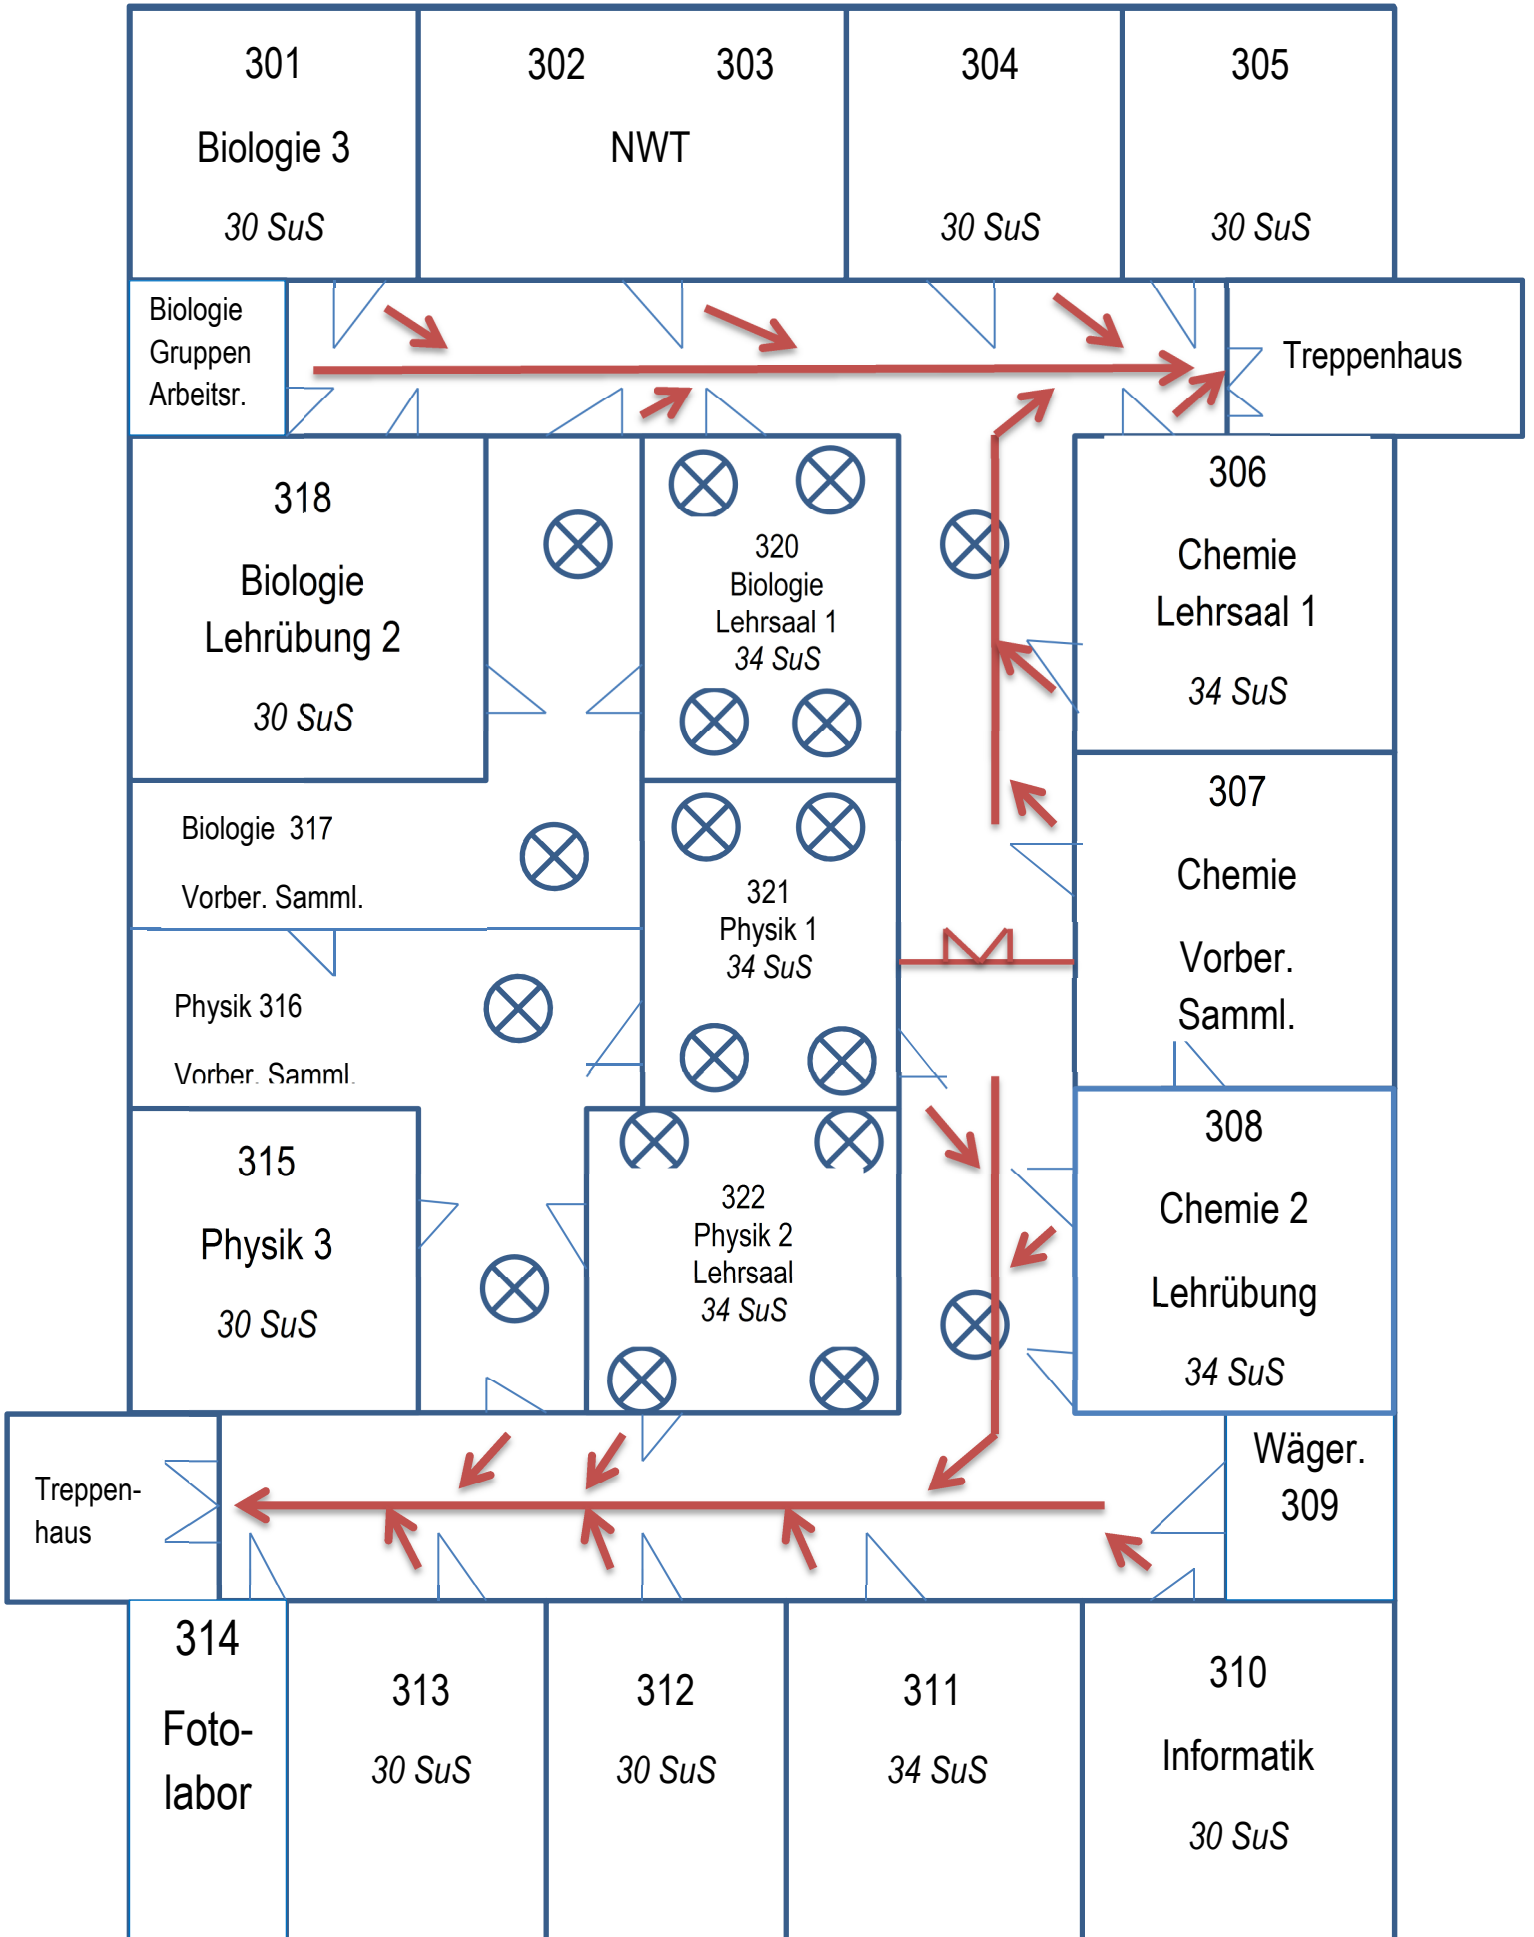 301
Biologie 3
30 SuS
302 303
NWT
304
30 SuS
305
30 SuS
Biologie
Gruppen
Arbeitsr.
Treppenhaus
318
Biologie
Lehrübung 2
30 SuS
320
Biologie
Lehrsaal 1
34 SuS
306
Chemie
Lehrsaal 1
34 SuS
Biologie 317
Vorber. Samml.
321
Physik 1
34 SuS
307
Chemie
Vorber.
Samml.
Physik 316
Vorber. Samml.
315
Physik 3
30 SuS
322
Physik 2
Lehrsaal
34 SuS
308
Chemie 2
Lehrübung
34 SuS
Treppen-
haus
Wäger.
309
314
Foto-
labor
313
30 SuS
312
30 SuS
311
34 SuS
310
Informatik
30 SuS